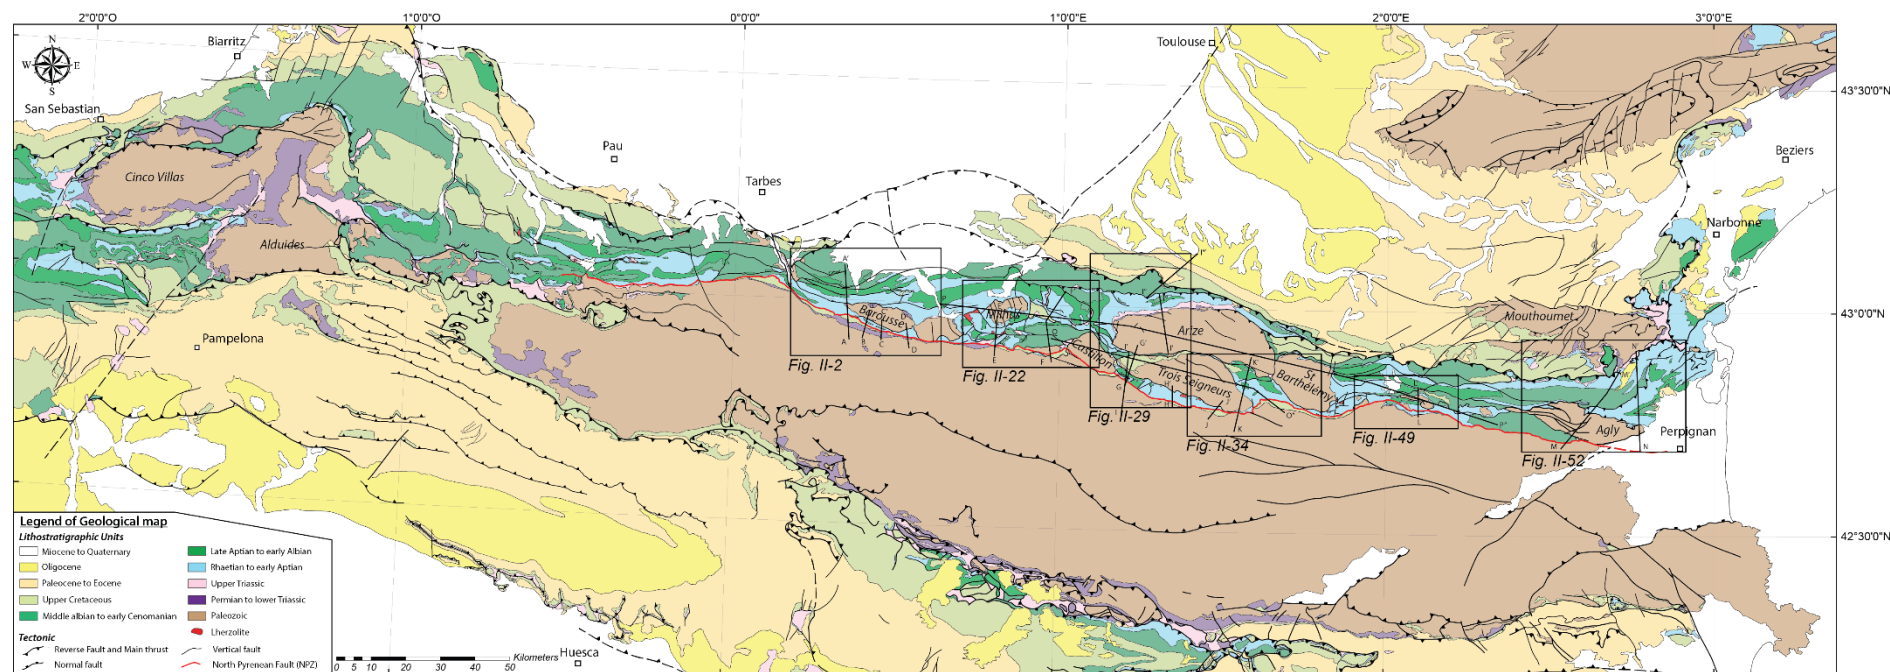 2°0'0"O 1°0'0"O 0°0'0" 1°0'0"E 2°0'0"E 3°0'0"E
N
W E
S
Biarritz
Toulouse
San Sebastian
43°30'0"N
Pau
Beziers
Cinco Villas
Tarbes
Narbonne
Alduides
A'
Barousse
Milhas
Arize
Mouthoumet
43°0'0"N
Pampelona
A B C D
E F
Castillon
Fig. II-2
Fig. II-22
Trois Seigneurs
St
Barthélémy
Fig. II-29
Fig. II-34
Fig. II-49
Agly
Perpignan
M N
Fig. II-52
42°30'0"N
Legend of Geological map
Lithostratigraphic Units
Miocene to Quaternary
Oligocene
Paleocene to Eocene
Upper Cretaceous
Middle albian to early Cenomanian
Late Aptian to early Albian
Rhaetian to early Aptian
Upper Triassic
Permian to lower Triassic
Paleozoic
Lherzolite
Tectonic
Reverse Fault and Main thrust
Normal fault
Vertical fault
North Pyrenean Fault (NPZ)
0 5 10 20 30 40 50 Kilometers
Huesca